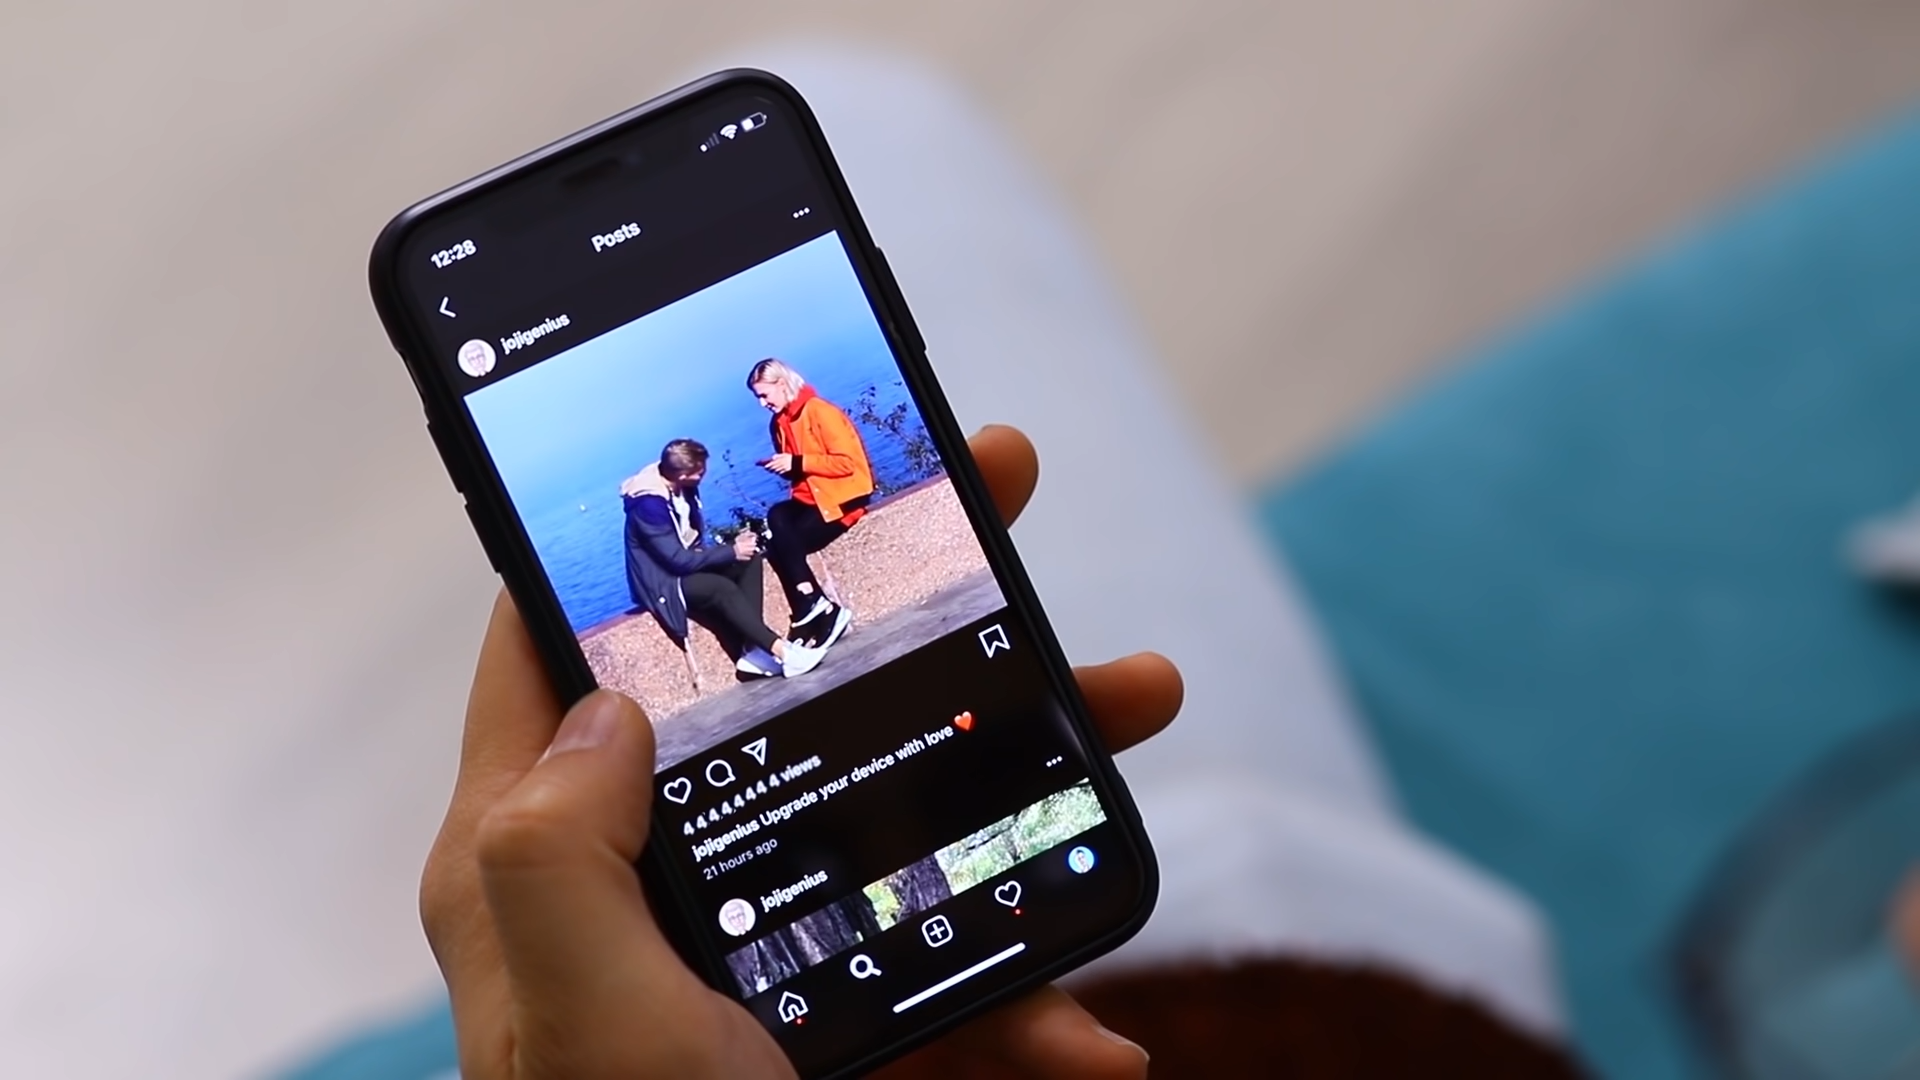 12:28
Posts
jojigenius
4 4 4 4 4 4 4 4 views
jojigenius Upgrade your device with love ❤️
21 hours ago
jojigenius